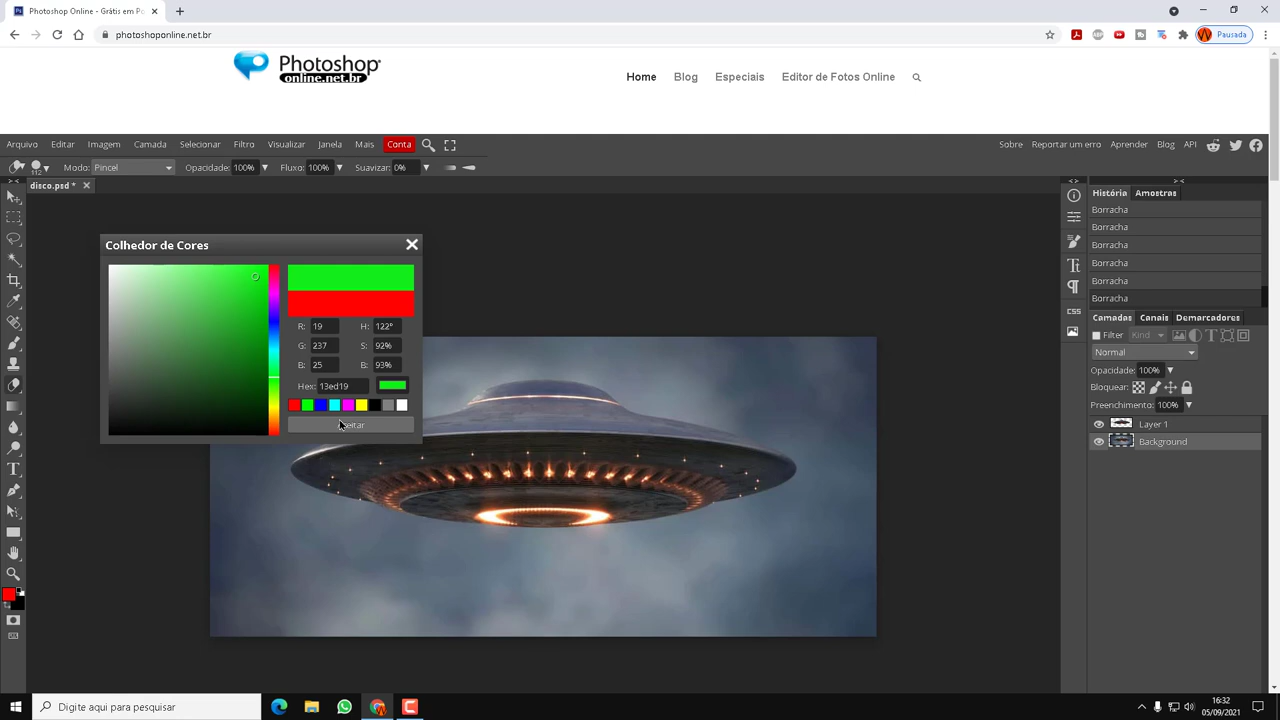 Photoshop Online - Grátis em Po
photoshoponline.net.br
Pausada
Photoshop
online.net.br
Home Blog Especiais Editor de Fotos Online
Arquivo Editar Imagem Camada Selecionar Filtro Visualizar Janela Mais Conta
Sobre Reportar um erro Aprender Blog API
112 Modo: Pincel Opacidade: 100% Fluxo: 100% Suavizar: 0%
disco.psd *
História Amostras
Borracha
Borracha
Borracha
Borracha
Borracha
Borracha
Colhedor de Cores
R: 19 H: 122°
G: 237 S: 92%
B: 25 B: 93%
Hex: 13ed19
CSS
Camadas Canais Demarcadores
Filter Kind
Normal
Opacidade: 100%
Bloquear:
Preenchimento: 100%
Layer 1
Background
Digite aqui para pesquisar
16:32
05/09/2021